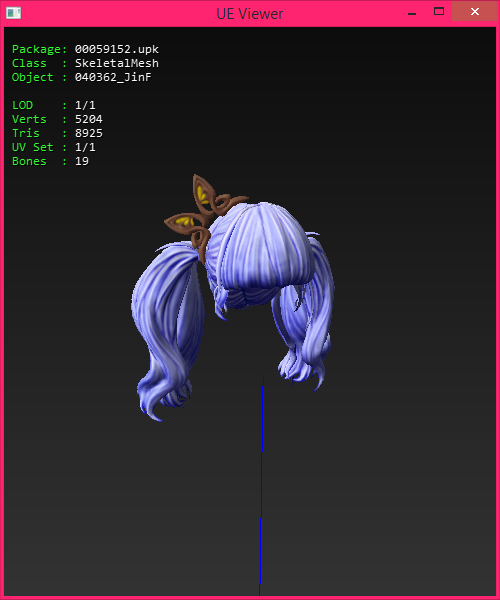 UE Viewer
Package: 00059152.upk
Class  : SkeletalMesh
Object : 040362_JinF
LOD    : 1/1
Verts  : 5204
Tris   : 8925
UV Set : 1/1
Bones  : 19